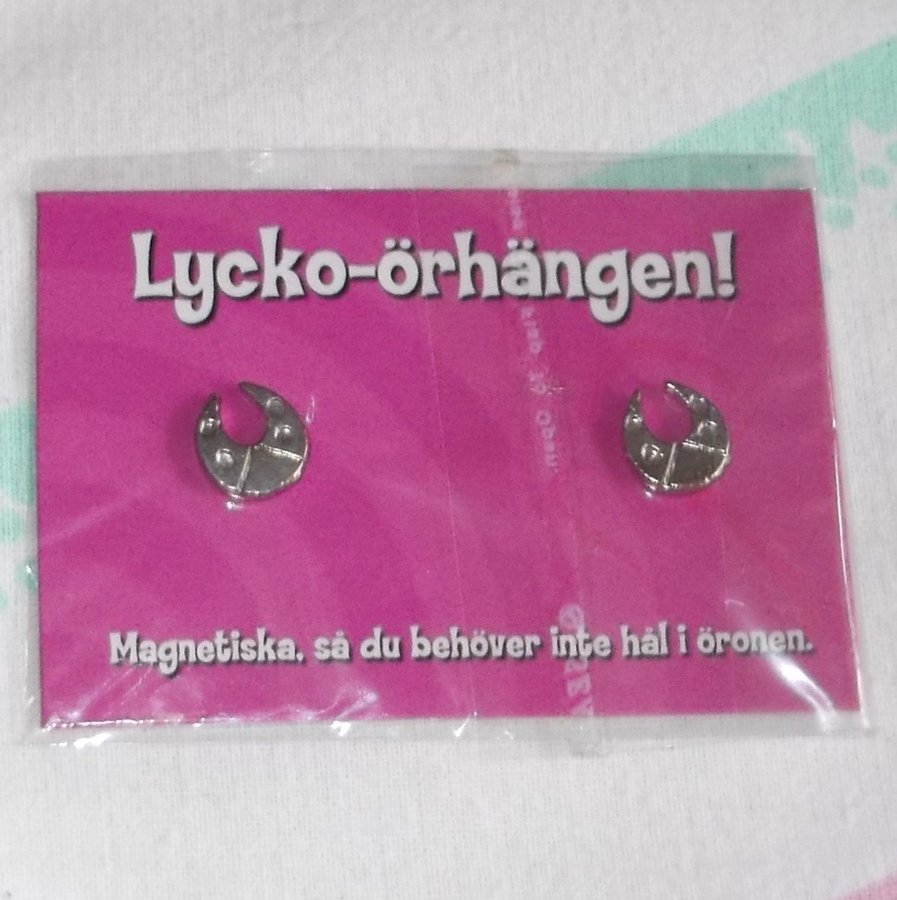 Lycko-örhängen!
Magnetiska, så du behöver inte hål i öronen.